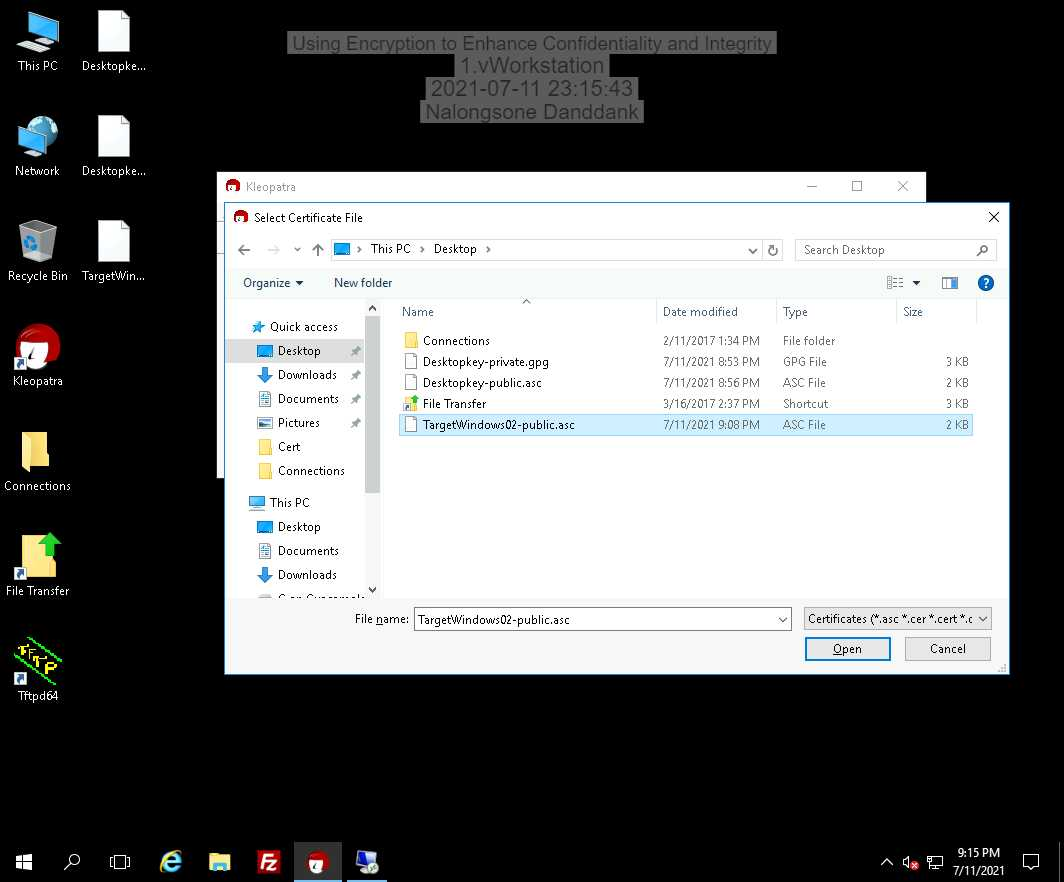 Using Encryption to Enhance Confidentiality and Integrity
1.vWorkstation
2021-07-11 23:15:43
Nalongsone Danddank
This PC
Desktopke...
Network
Desktopke...
Recycle Bin
TargetWin...
Kleopatra
Connections
File Transfer
TFTP
Tftpd64
Kleopatra
Select Certificate File
This PC > Desktop >
Search Desktop
Organize
New folder
?
Quick access
Desktop
Downloads
Documents
Pictures
Cert
Connections
This PC
Desktop
Documents
Downloads
Name Date modified Type Size
Connections 2/11/2017 1:34 PM File folder
Desktopkey-private.gpg 7/11/2021 8:53 PM GPG File 3 KB
Desktopkey-public.asc 7/11/2021 8:56 PM ASC File 2 KB
File Transfer 3/16/2017 2:37 PM Shortcut 3 KB
TargetWindows02-public.asc 7/11/2021 9:08 PM ASC File 2 KB
File name: TargetWindows02-public.asc
Certificates (*.asc *.cer *.cert *.c
Open
Cancel
FZ
9:15 PM
7/11/2021